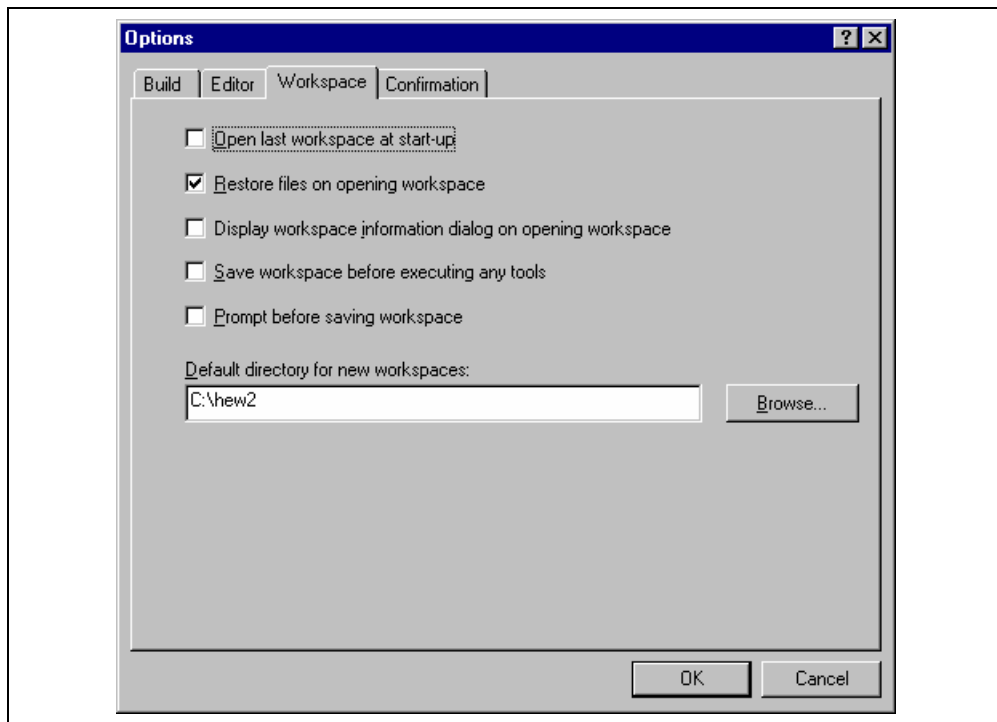 Options
Build Editor Workspace Confirmation
Open last workspace at start-up
Restore files on opening workspace
Display workspace information dialog on opening workspace
Save workspace before executing any tools
Prompt before saving workspace
Default directory for new workspaces:
C:\hew2 Browse...
OK Cancel